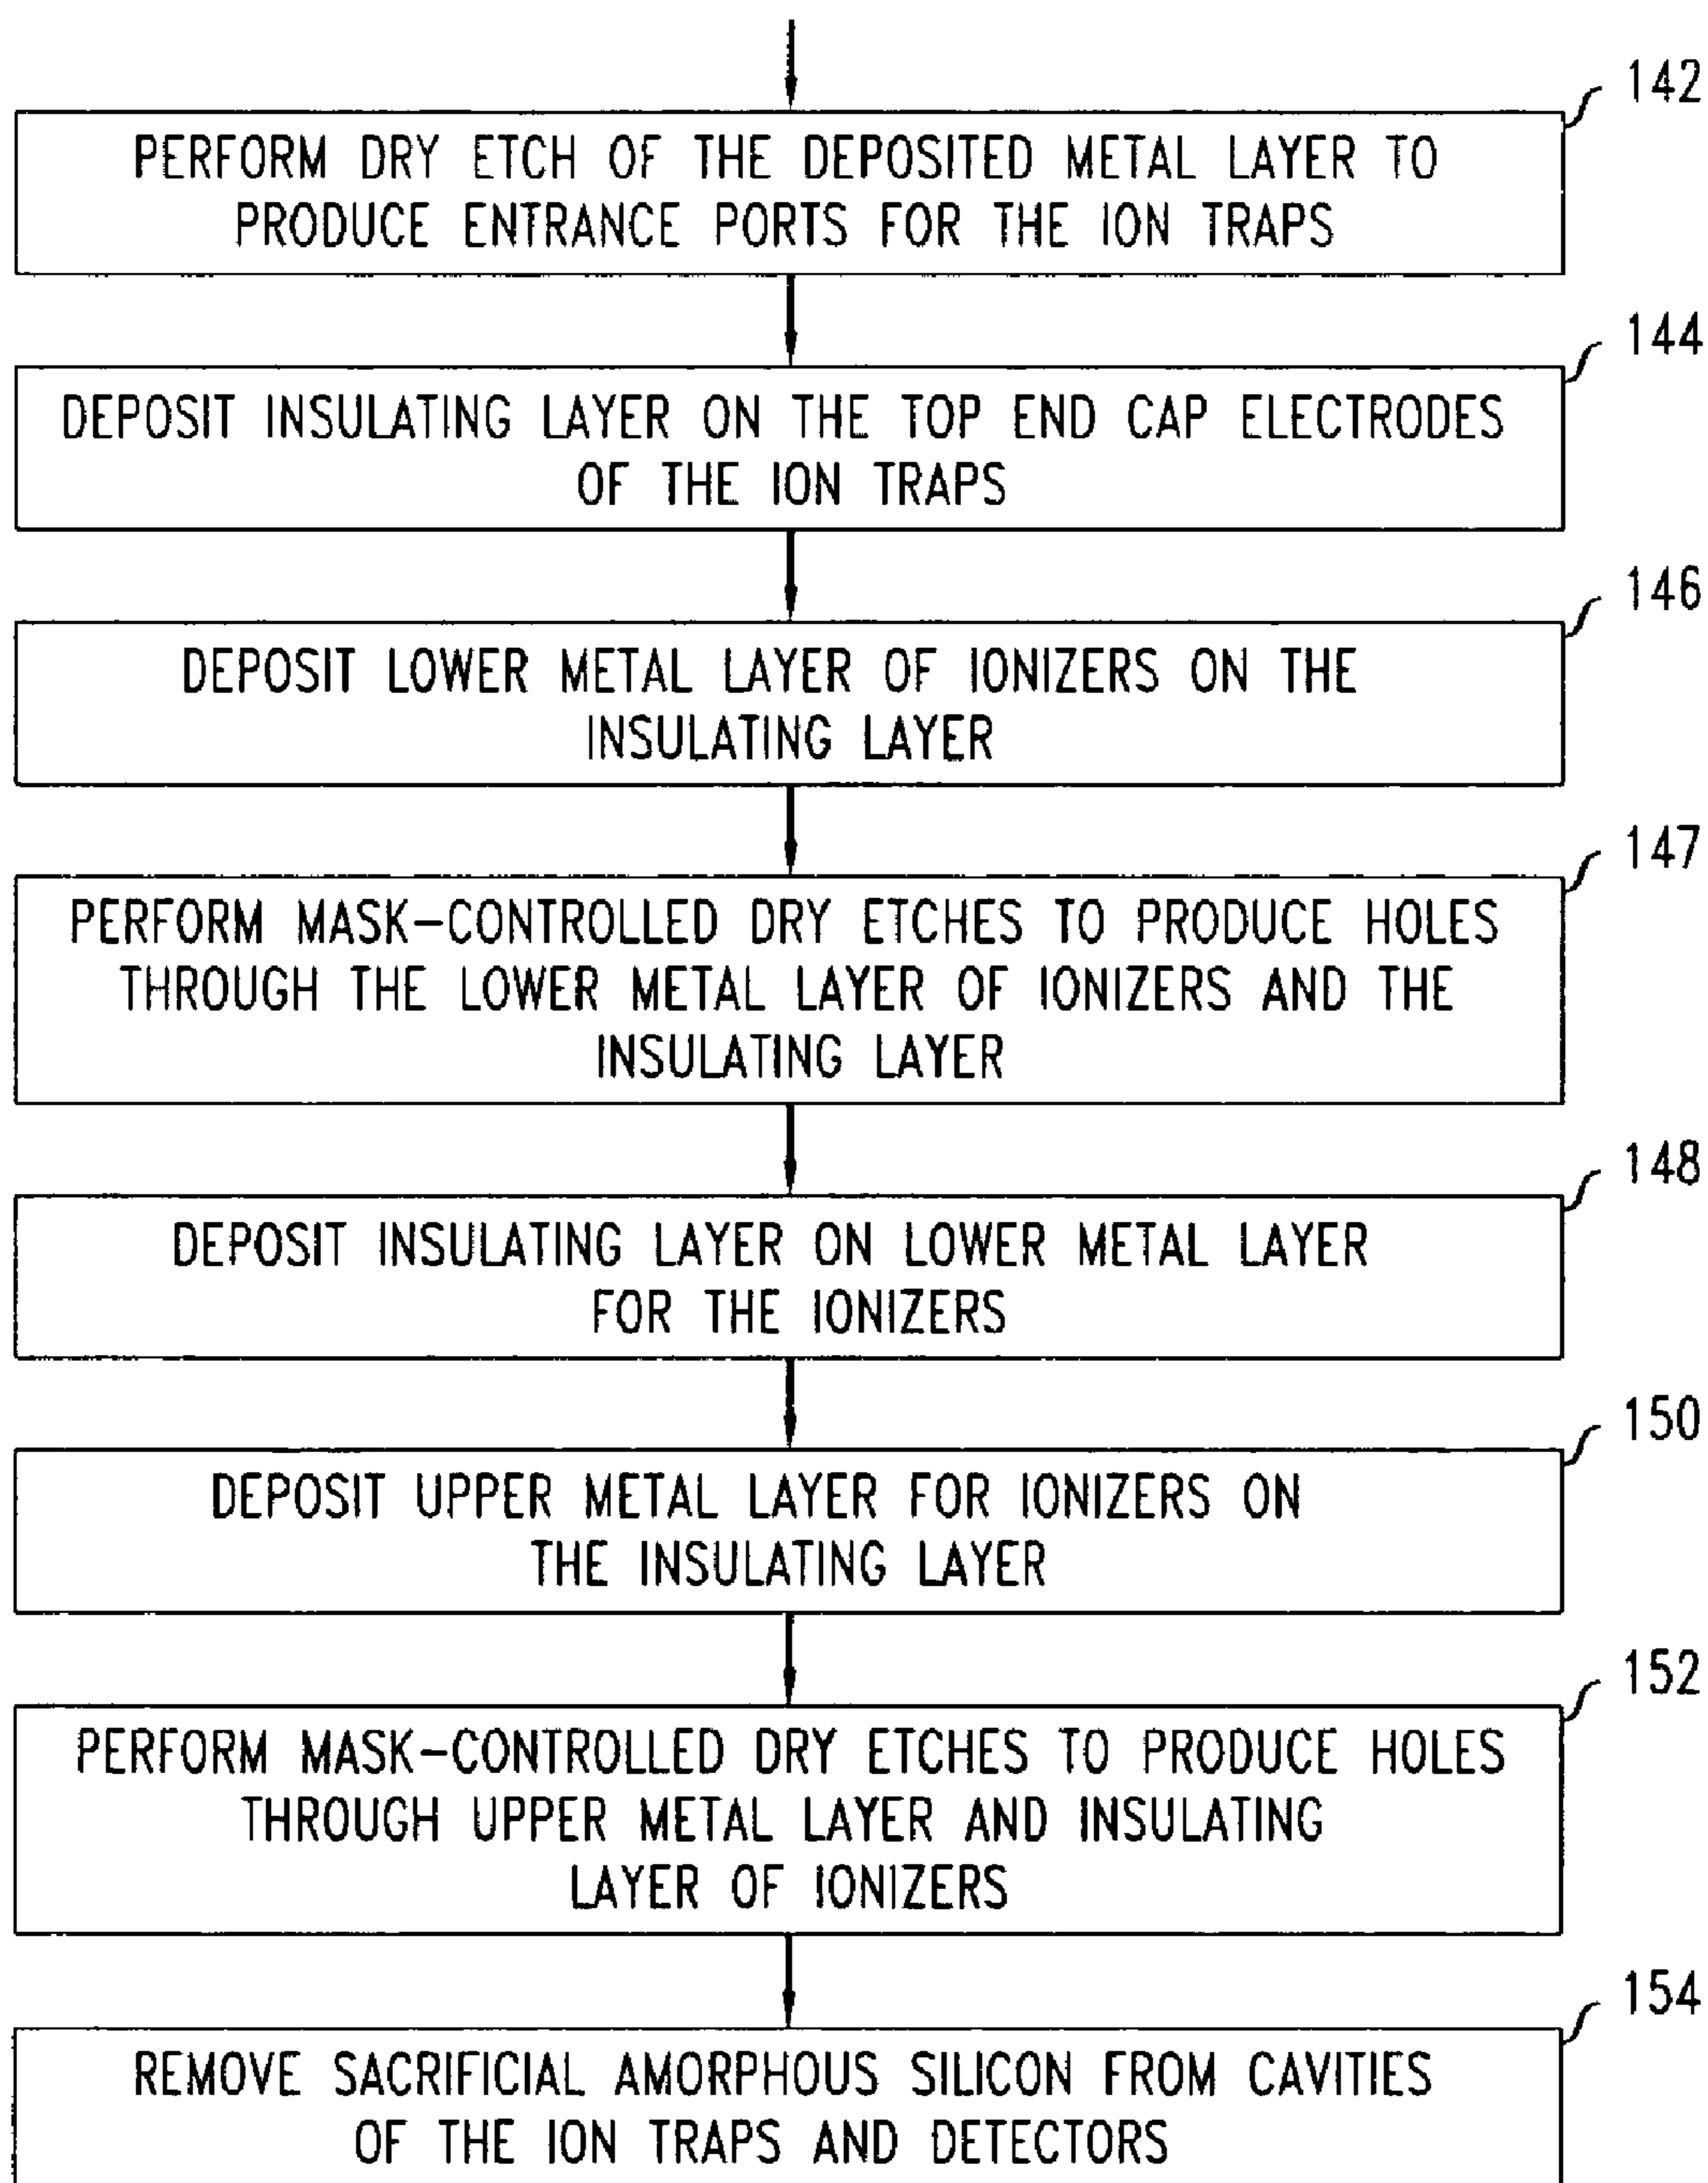 142
PERFORM DRY ETCH OF THE DEPOSITED METAL LAYER TO
PRODUCE ENTRANCE PORTS FOR THE ION TRAPS
144
DEPOSIT INSULATING LAYER ON THE TOP END CAP ELECTRODES
OF THE ION TRAPS
146
DEPOSIT LOWER METAL LAYER OF IONIZERS ON THE
INSULATING LAYER
147
PERFORM MASK-CONTROLLED DRY ETCHES TO PRODUCE HOLES
THROUGH THE LOWER METAL LAYER OF IONIZERS AND THE
INSULATING LAYER
148
DEPOSIT INSULATING LAYER ON LOWER METAL LAYER
FOR THE IONIZERS
150
DEPOSIT UPPER METAL LAYER FOR IONIZERS ON
THE INSULATING LAYER
152
PERFORM MASK-CONTROLLED DRY ETCHES TO PRODUCE HOLES
THROUGH UPPER METAL LAYER AND INSULATING
LAYER OF IONIZERS
154
REMOVE SACRIFICIAL AMORPHOUS SILICON FROM CAVITIES
OF THE ION TRAPS AND DETECTORS